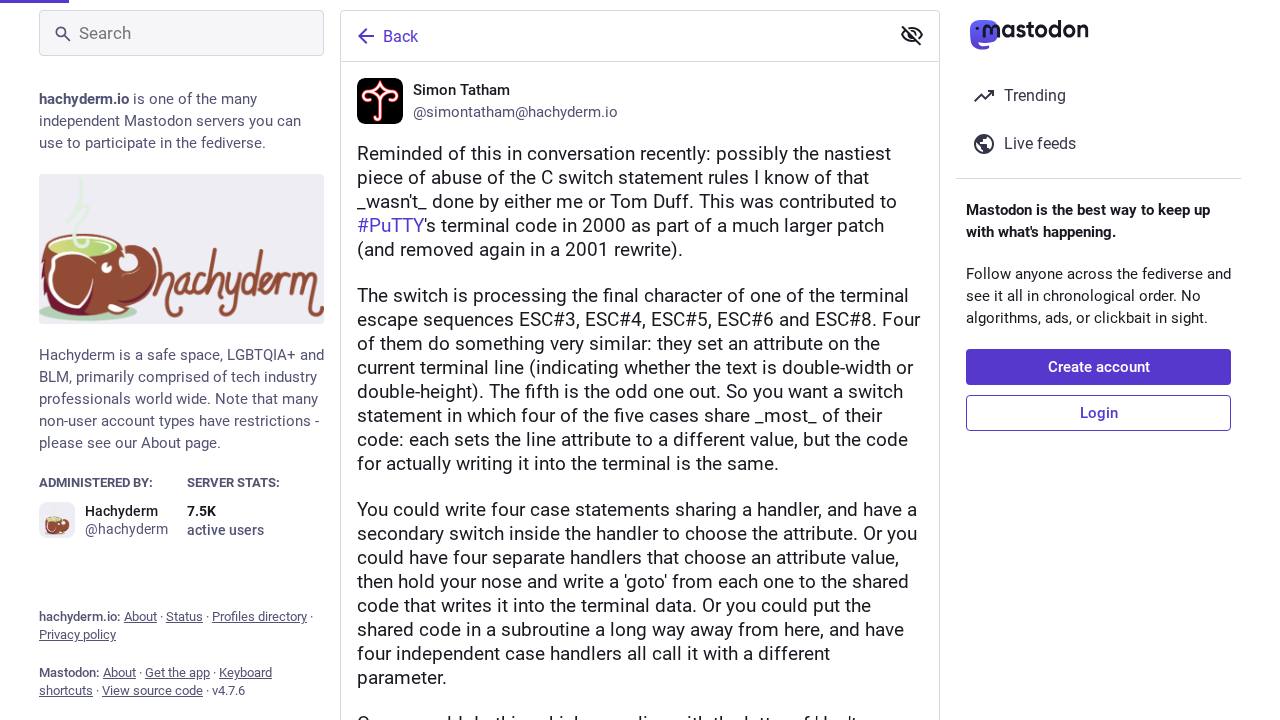 Search
hachyderm.io is one of the many
independent Mastodon servers you can
use to participate in the fediverse.
hachyderm
Hachyderm is a safe space, LGBTQIA+ and
BLM, primarily comprised of tech industry
professionals world wide. Note that many
non-user account types have restrictions -
please see our About page.
ADMINISTERED BY:
Hachyderm
@hachyderm
SERVER STATS:
7.5K
active users
hachyderm.io: About · Status · Profiles directory ·
Privacy policy
Mastodon: About · Get the app · Keyboard
shortcuts · View source code · v4.7.6
Back
Simon Tatham
@simontatham@hachyderm.io
Reminded of this in conversation recently: possibly the nastiest
piece of abuse of the C switch statement rules I know of that
_wasn't_ done by either me or Tom Duff. This was contributed to
#PuTTY's terminal code in 2000 as part of a much larger patch
(and removed again in a 2001 rewrite).
The switch is processing the final character of one of the terminal
escape sequences ESC#3, ESC#4, ESC#5, ESC#6 and ESC#8. Four
of them do something very similar: they set an attribute on the
current terminal line (indicating whether the text is double-width or
double-height). The fifth is the odd one out. So you want a switch
statement in which four of the five cases share _most_ of their
code: each sets the line attribute to a different value, but the code
for actually writing it into the terminal is the same.
You could write four case statements sharing a handler, and have a
secondary switch inside the handler to choose the attribute. Or you
could have four separate handlers that choose an attribute value,
then hold your nose and write a 'goto' from each one to the shared
code that writes it into the terminal data. Or you could put the
shared code in a subroutine a long way away from here, and have
four independent case handlers all call it with a different
parameter.
mastodon
Trending
Live feeds
Mastodon is the best way to keep up
with what's happening.
Follow anyone across the fediverse and
see it all in chronological order. No
algorithms, ads, or clickbait in sight.
Create account
Login